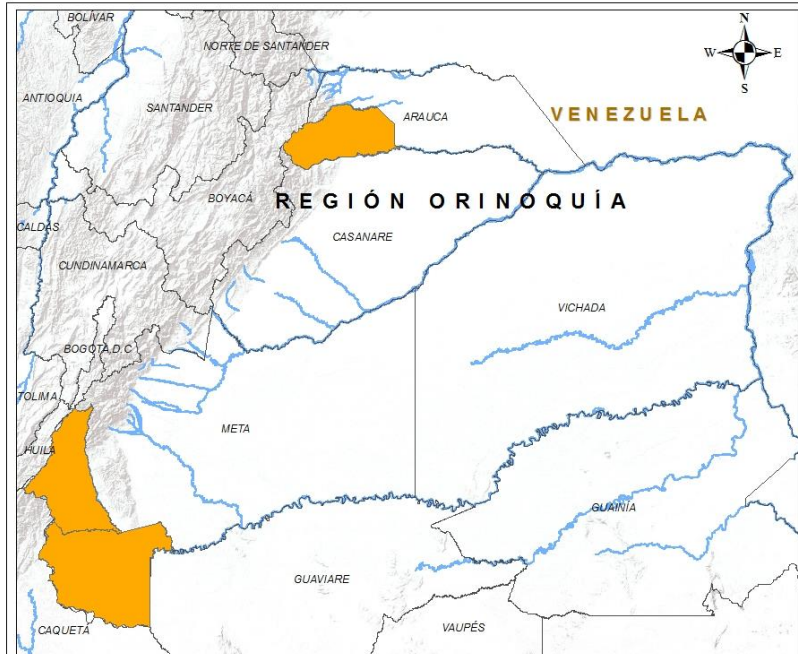 BOLÍVAR
N
NORTE DE SANTANDER
W E
S
ANTIOQUIA
SANTANDER
ARAUCA
VENEZUELA
BOYACÁ
REGIÓN ORINOQUÍA
CALDAS
CASANARE
CUNDINAMARCA
VICHADA
BOGOTÁ, D.C
TOLIMA
META
HUILA
GUAINÍA
GUAVIARE
CAQUETÁ
VAUPÉS